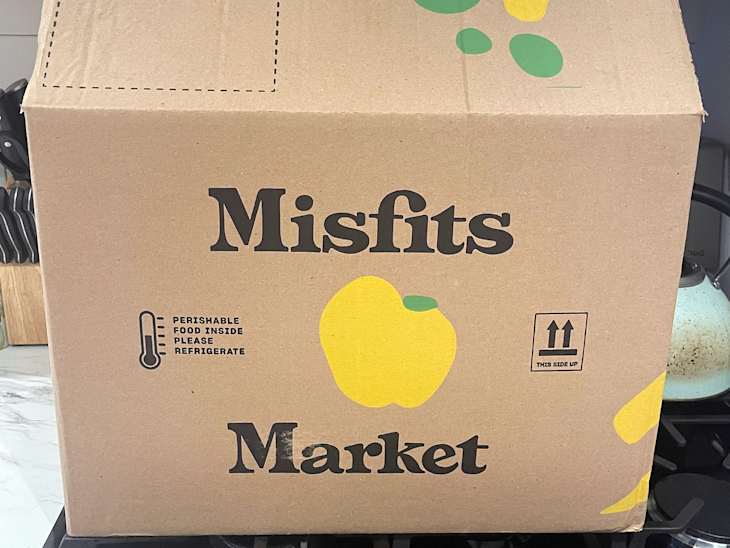 Misfits
PERISHABLE
FOOD INSIDE
PLEASE
REFRIGERATE
THIS SIDE UP
Market